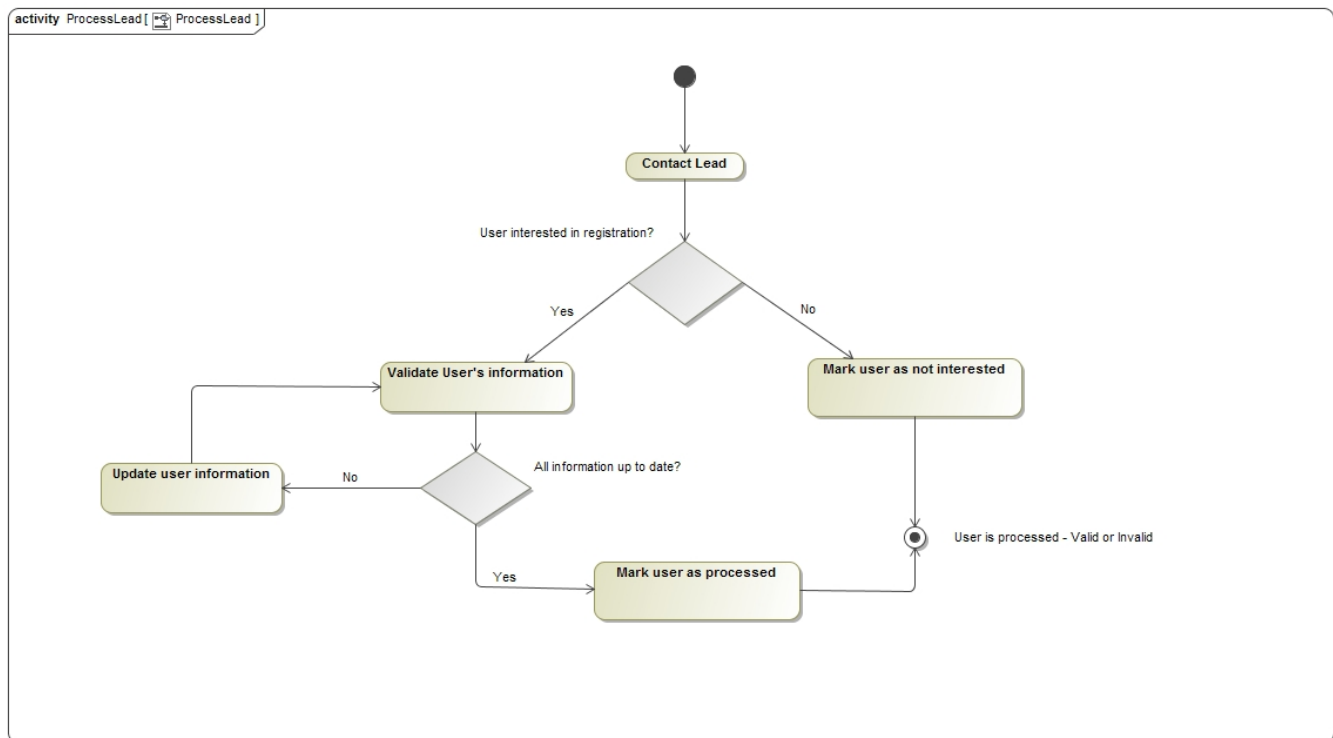 activity ProcessLead [ ProcessLead ]
Contact Lead
User interested in registration?
Yes
No
Validate User's information
Mark user as not interested
Update user information
No
All information up to date?
User is processed - Valid or Invalid
Yes
Mark user as processed